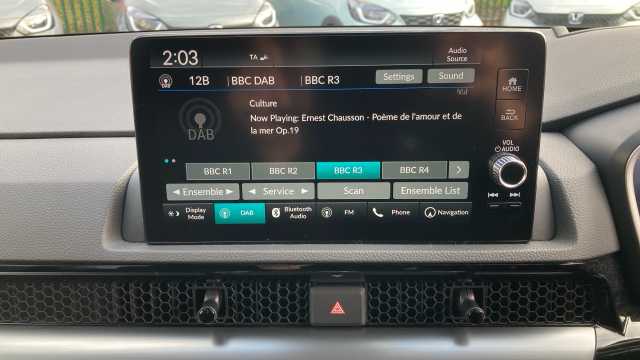 2:03 TA Audio Source
DAB 12B BBC DAB BBC R3 Settings Sound
HOME
Culture
BACK
Now Playing: Ernest Chausson - Poème de l'amour et de
la mer Op.19
DAB
VOL
AUDIO
BBC R1 BBC R2 BBC R3 BBC R4
Ensemble Service Scan Ensemble List
Display Mode DAB Bluetooth Audio FM Phone Navigation